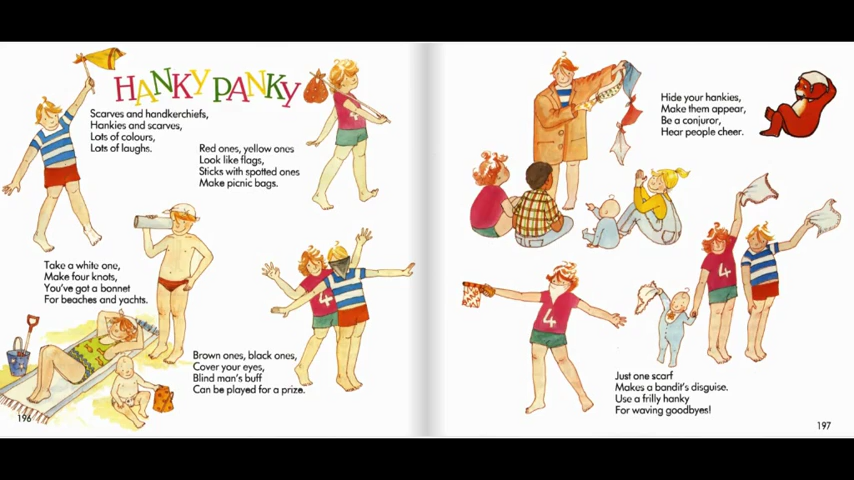 HANKY PANKY
Scarves and handkerchiefs,
Hankies and scarves,
Lots of colours,
Lots of laughs.
Red ones, yellow ones
Look like flags,
Sticks with spotted ones
Make picnic bags.
Take a white one,
Make four knots,
You've got a bonnet
For beaches and yachts.
Brown ones, black ones,
Cover your eyes,
Blind man's buff
Can be played for a prize.
196
Hide your hankies,
Make them appear,
Be a conjuror,
Hear people cheer.
4
4
4
4
Just one scarf
Makes a bandit's disguise.
Use a frilly hanky
For waving goodbyes!
197